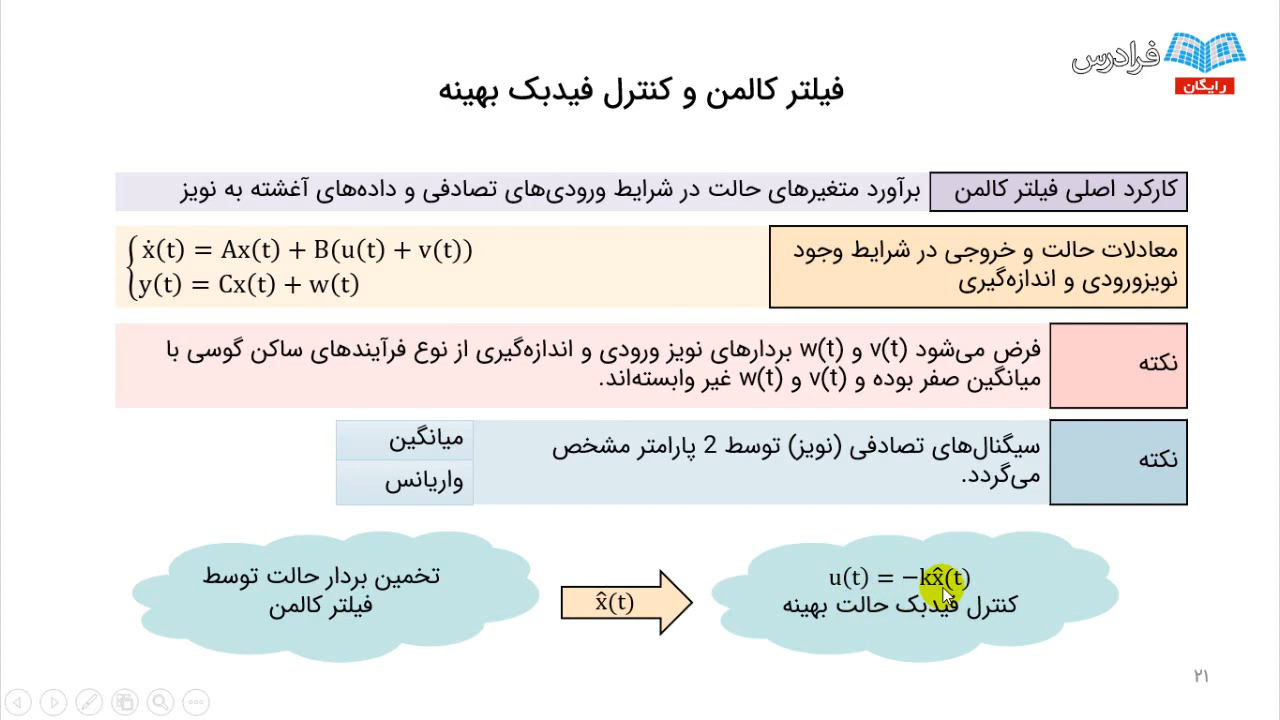 فرادرس
رایگان
فیلتر کالمن و کنترل فیدبک بهینه
کارکرد اصلی فیلتر کالمن
برآورد متغیرهای حالت در شرایط ورودی‌های تصادفی و داده‌های آغشته به نویز
معادلات حالت و خروجی در شرایط وجود
نویزورودی و اندازه‌گیری
ẋ(t) = Ax(t) + B(u(t) + v(t))
y(t) = Cx(t) + w(t)
نکته
فرض می‌شود v(t) و w(t) بردارهای نویز ورودی و اندازه‌گیری از نوع فرآیندهای ساکن گوسی با
میانگین صفر بوده و v(t) و w(t) غیر وابسته‌اند.
نکته
سیگنال‌های تصادفی (نویز) توسط 2 پارامتر مشخص
می‌گردد.
میانگین
واریانس
u(t) = −kx̂(t)
کنترل فیدبک حالت بهینه
x̂(t)
تخمین بردار حالت توسط
فیلتر کالمن
۲۱